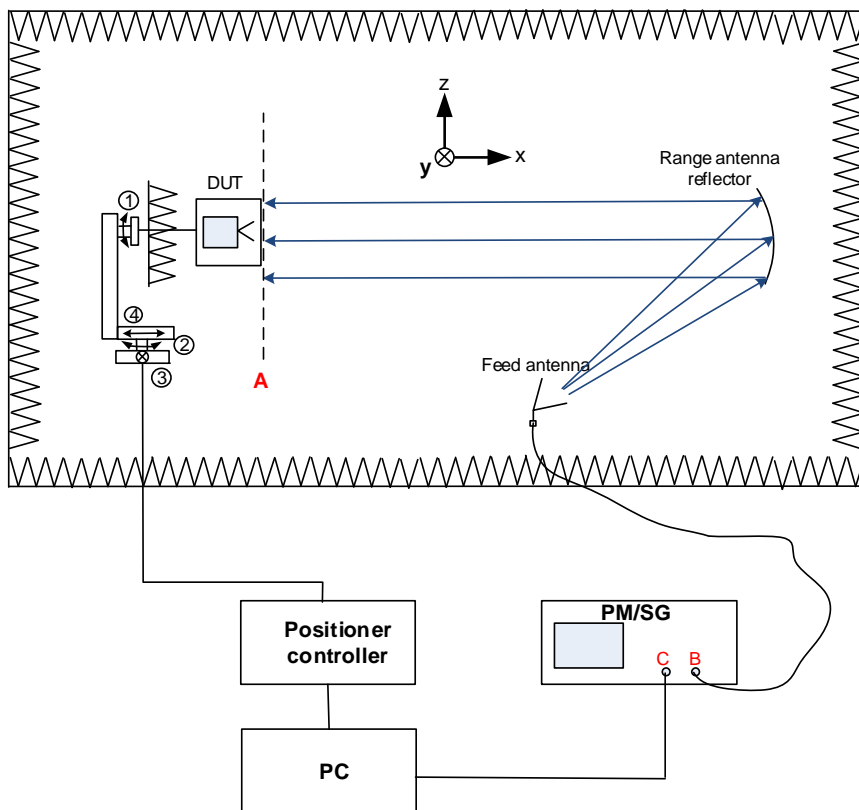 z
x
y
DUT
Range antenna
reflector
①
④
②
③
A
Feed antenna
Positioner
controller
PM/SG
C
B
PC